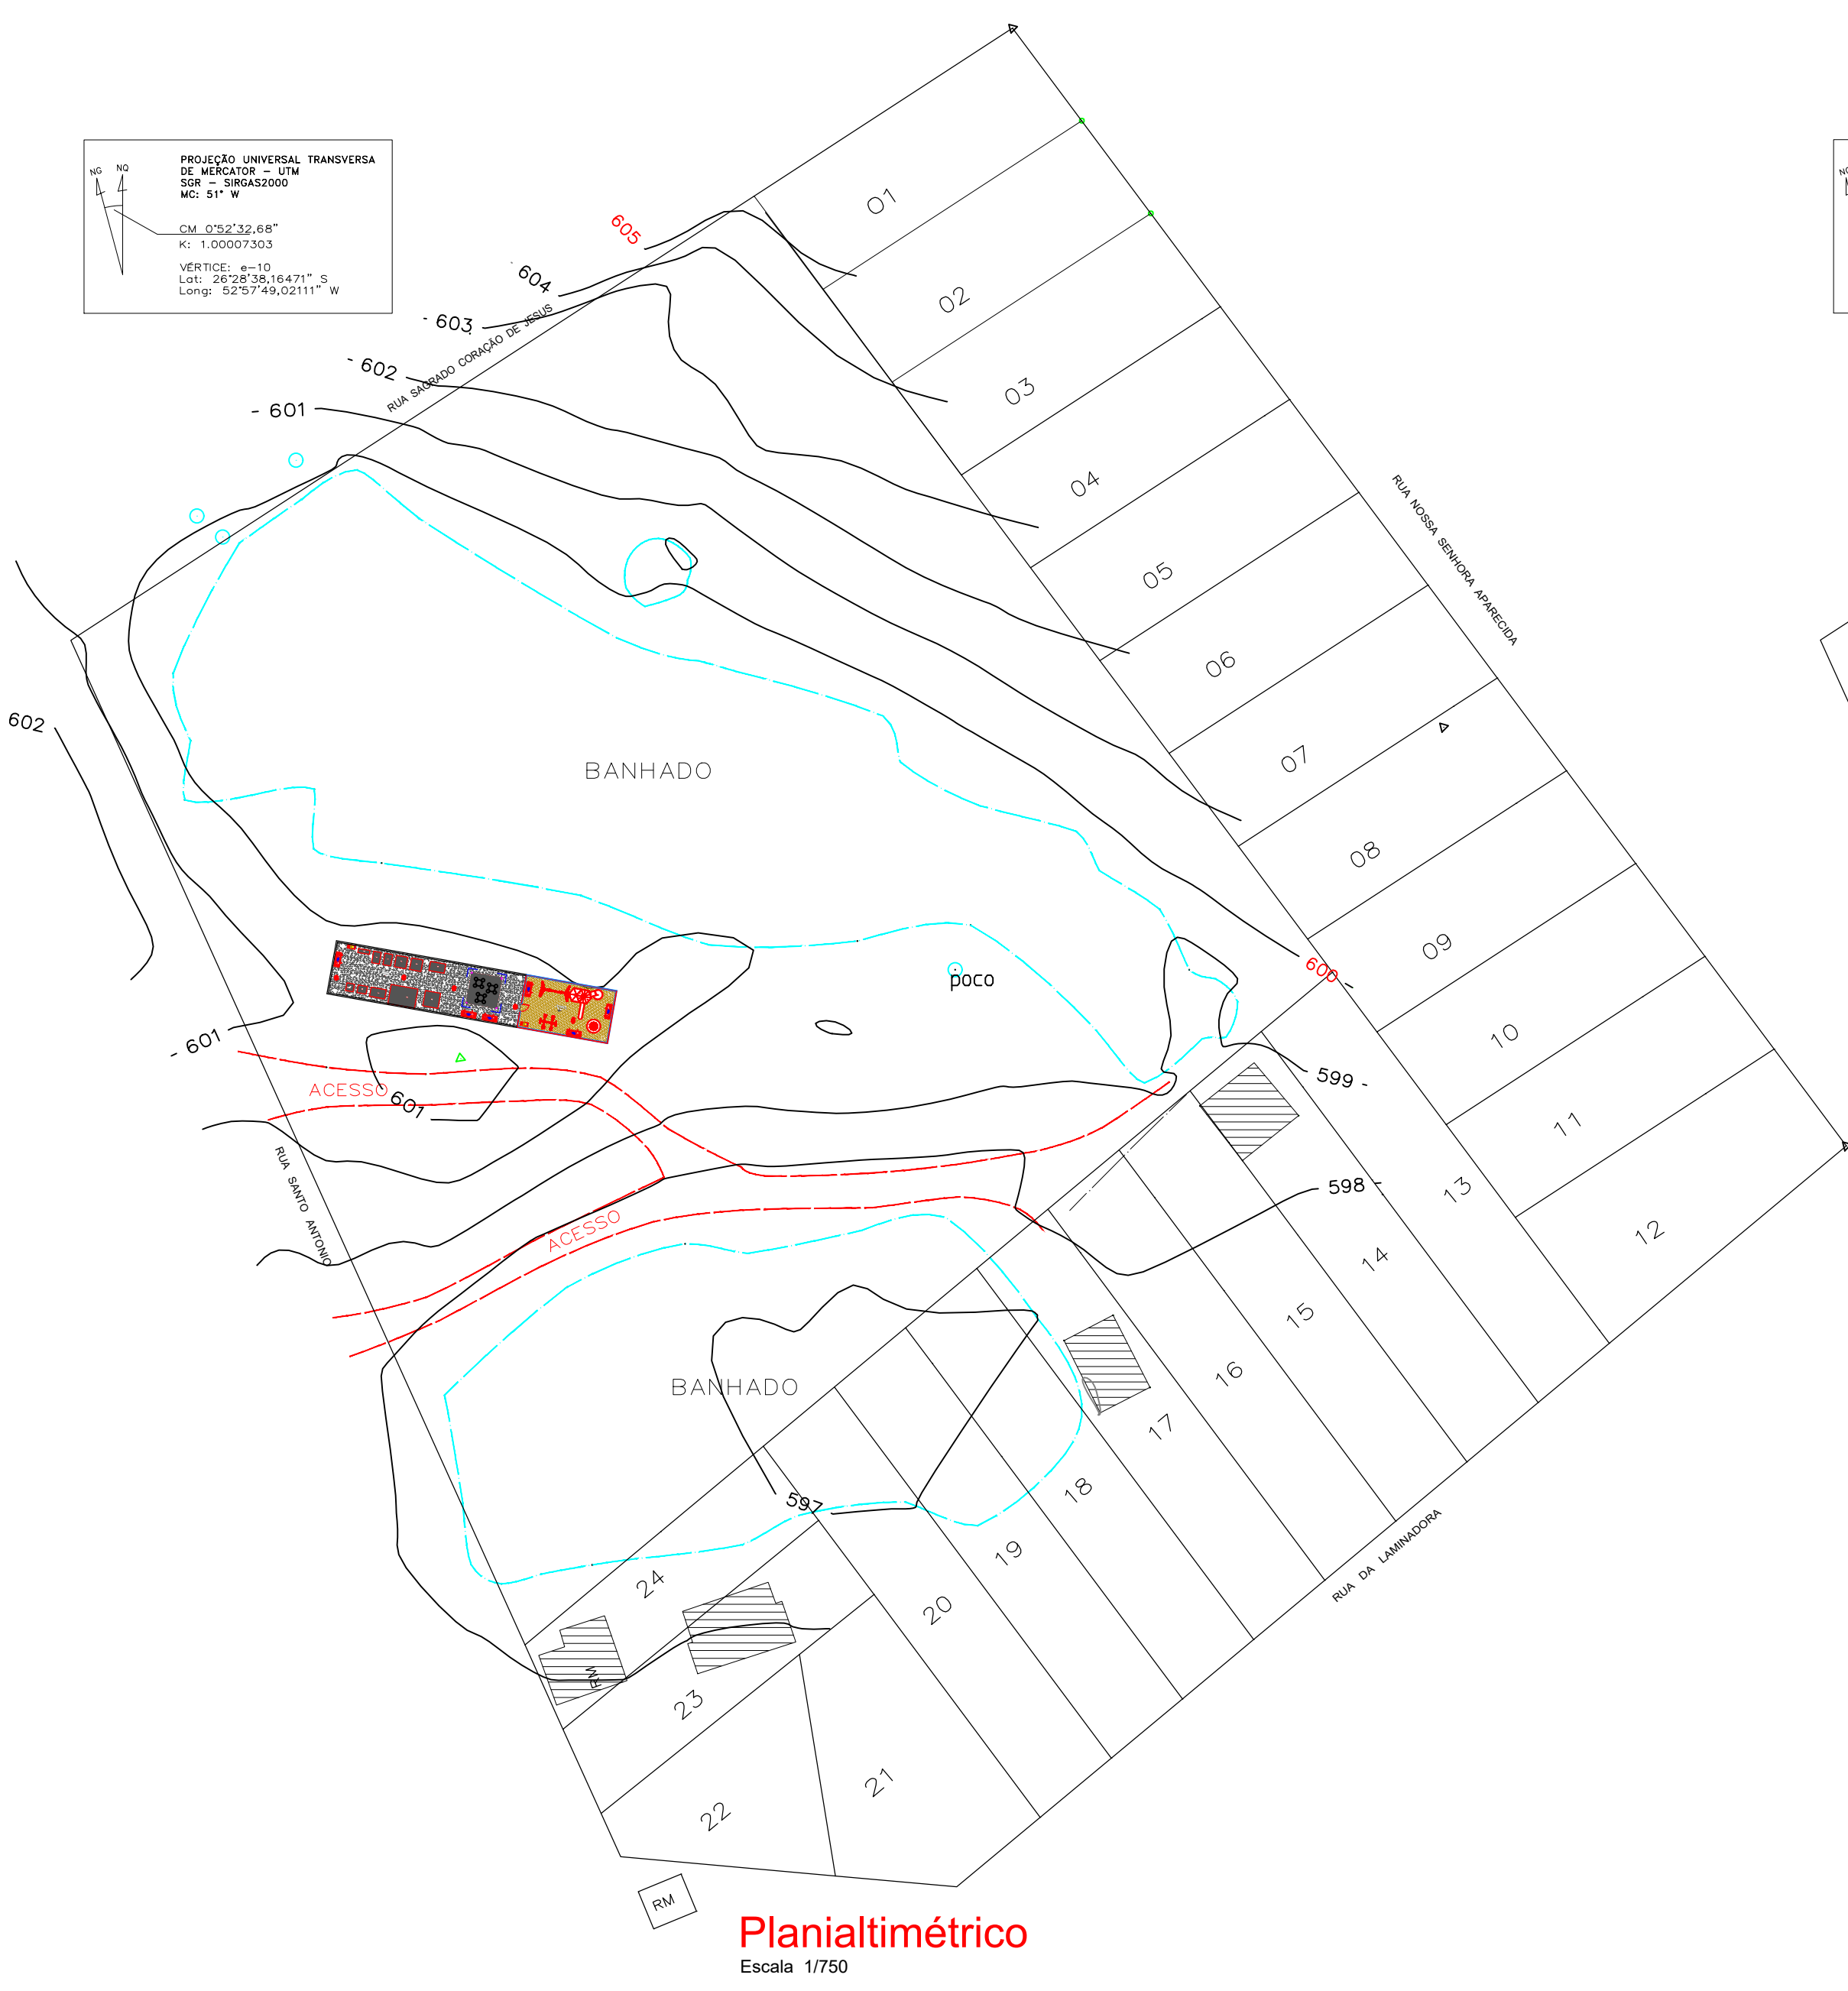 PROJEÇÃO UNIVERSAL TRANSVERSA
DE MERCATOR - UTM
SGR - SIRGAS2000
MC: 51° W
NG
NQ
CM 0°52'32,68"
K: 1.00007303
VÉRTICE: e-10
Lat: 26°28'38,16471" S
Long: 52°57'49,02111" W
605
- 604
- 603
- 602
- 601
RUA SAGRADO CORAÇÃO DE JESUS
01
02
03
04
05
06
07
08
09
10
11
12
13
14
15
16
17
18
19
20
21
22
23
24
RUA NOSSA SENHORA APARECIDA
602
BANHADO
poco
600 -
- 601
ACESSO
601
599 -
598 -
RUA SANTO ANTONIO
ACESSO
BANHADO
597
RUA DA LAMINADORA
RM
RM
Planialtimétrico
Escala 1/750